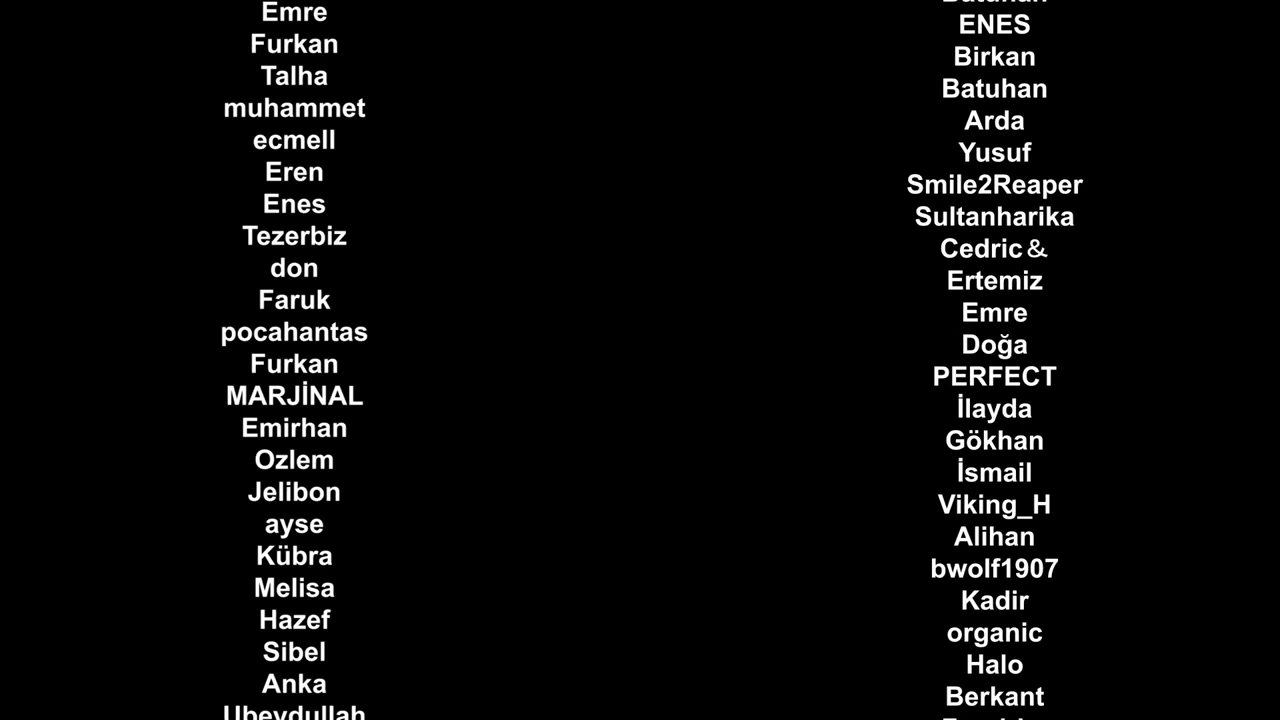 Emre
Furkan
Talha
muhammet
ecmell
Eren
Enes
Tezerbiz
don
Faruk
pocahantas
Furkan
MARJİNAL
Emirhan
Ozlem
Jelibon
ayse
Kübra
Melisa
Hazef
Sibel
Anka
Ubeydullah
Batuhan
ENES
Birkan
Batuhan
Arda
Yusuf
Smile2Reaper
Sultanharika
Cedric&
Ertemiz
Emre
Doğa
PERFECT
İlayda
Gökhan
İsmail
Viking_H
Alihan
bwolf1907
Kadir
organic
Halo
Berkant